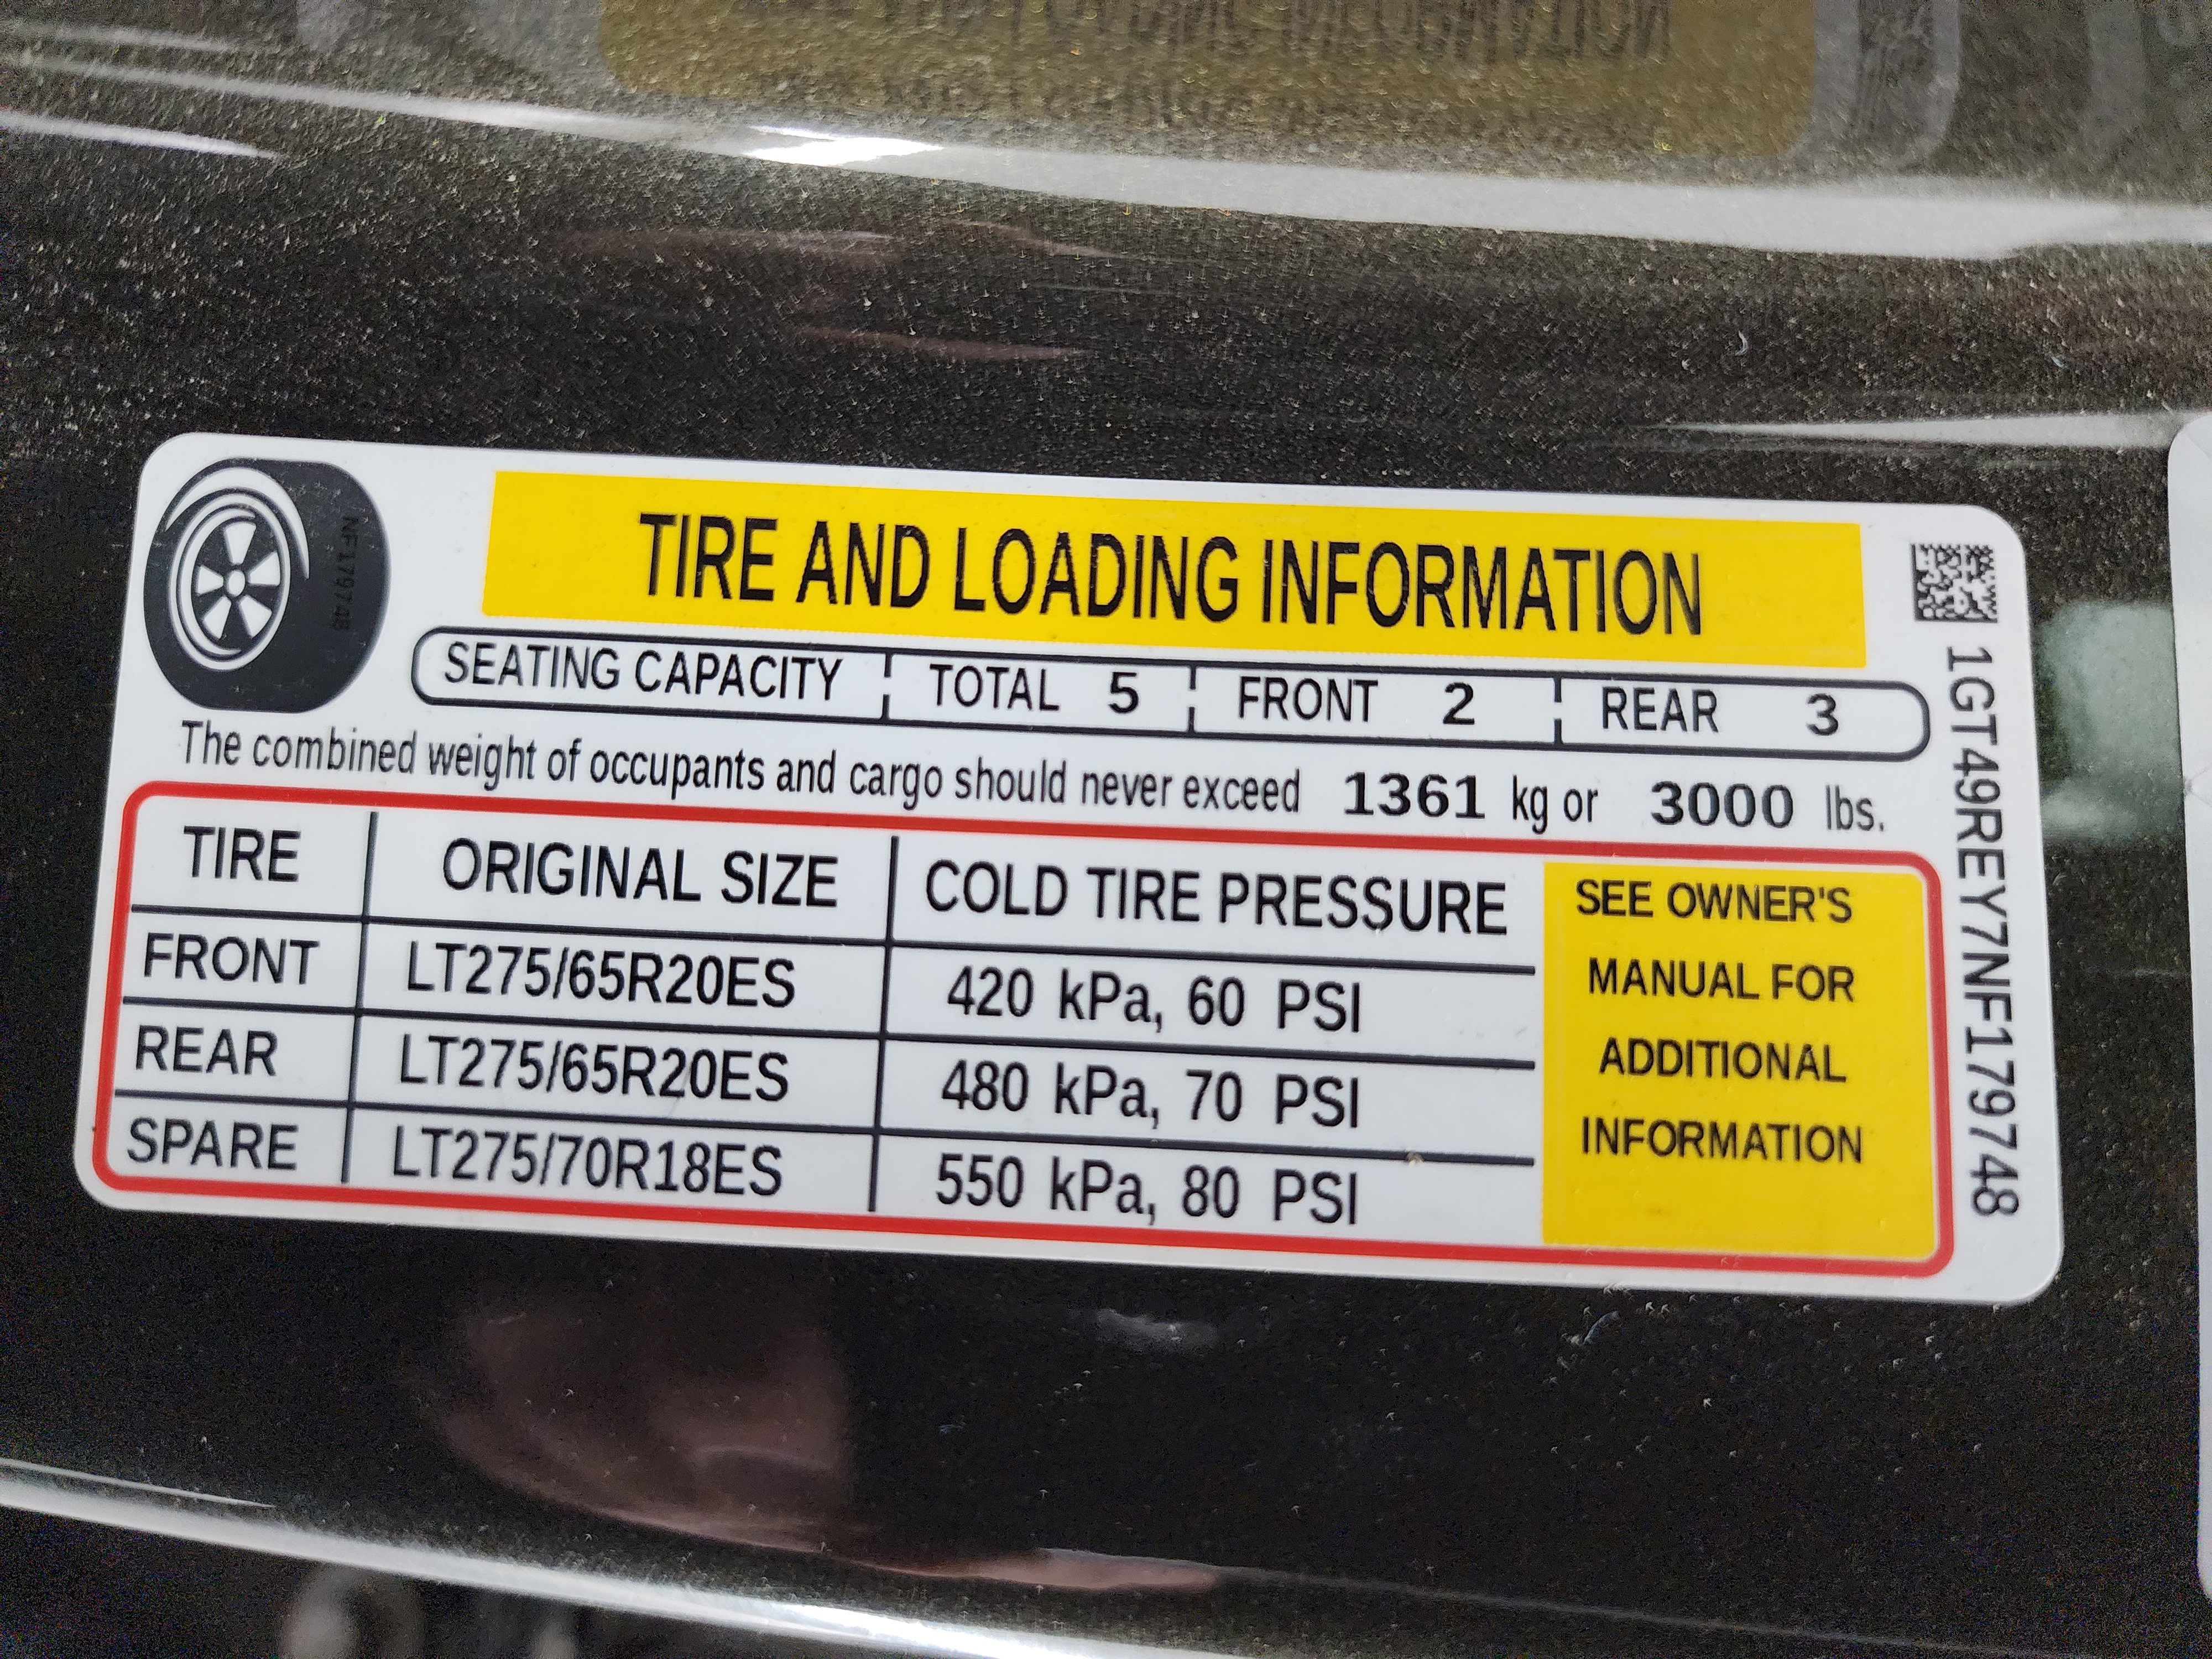 TIRE AND LOADING INFORMATION
SEATING CAPACITY TOTAL 5 FRONT 2 REAR 3
The combined weight of occupants and cargo should never exceed 1361 kg or 3000 lbs.
TIRE ORIGINAL SIZE COLD TIRE PRESSURE
FRONT LT275/65R20ES 420 kPa, 60 PSI
REAR LT275/65R20ES 480 kPa, 70 PSI
SPARE LT275/70R18ES 550 kPa, 80 PSI
SEE OWNER'S
MANUAL FOR
ADDITIONAL
INFORMATION
1GT49REY7NF179748
NF179748